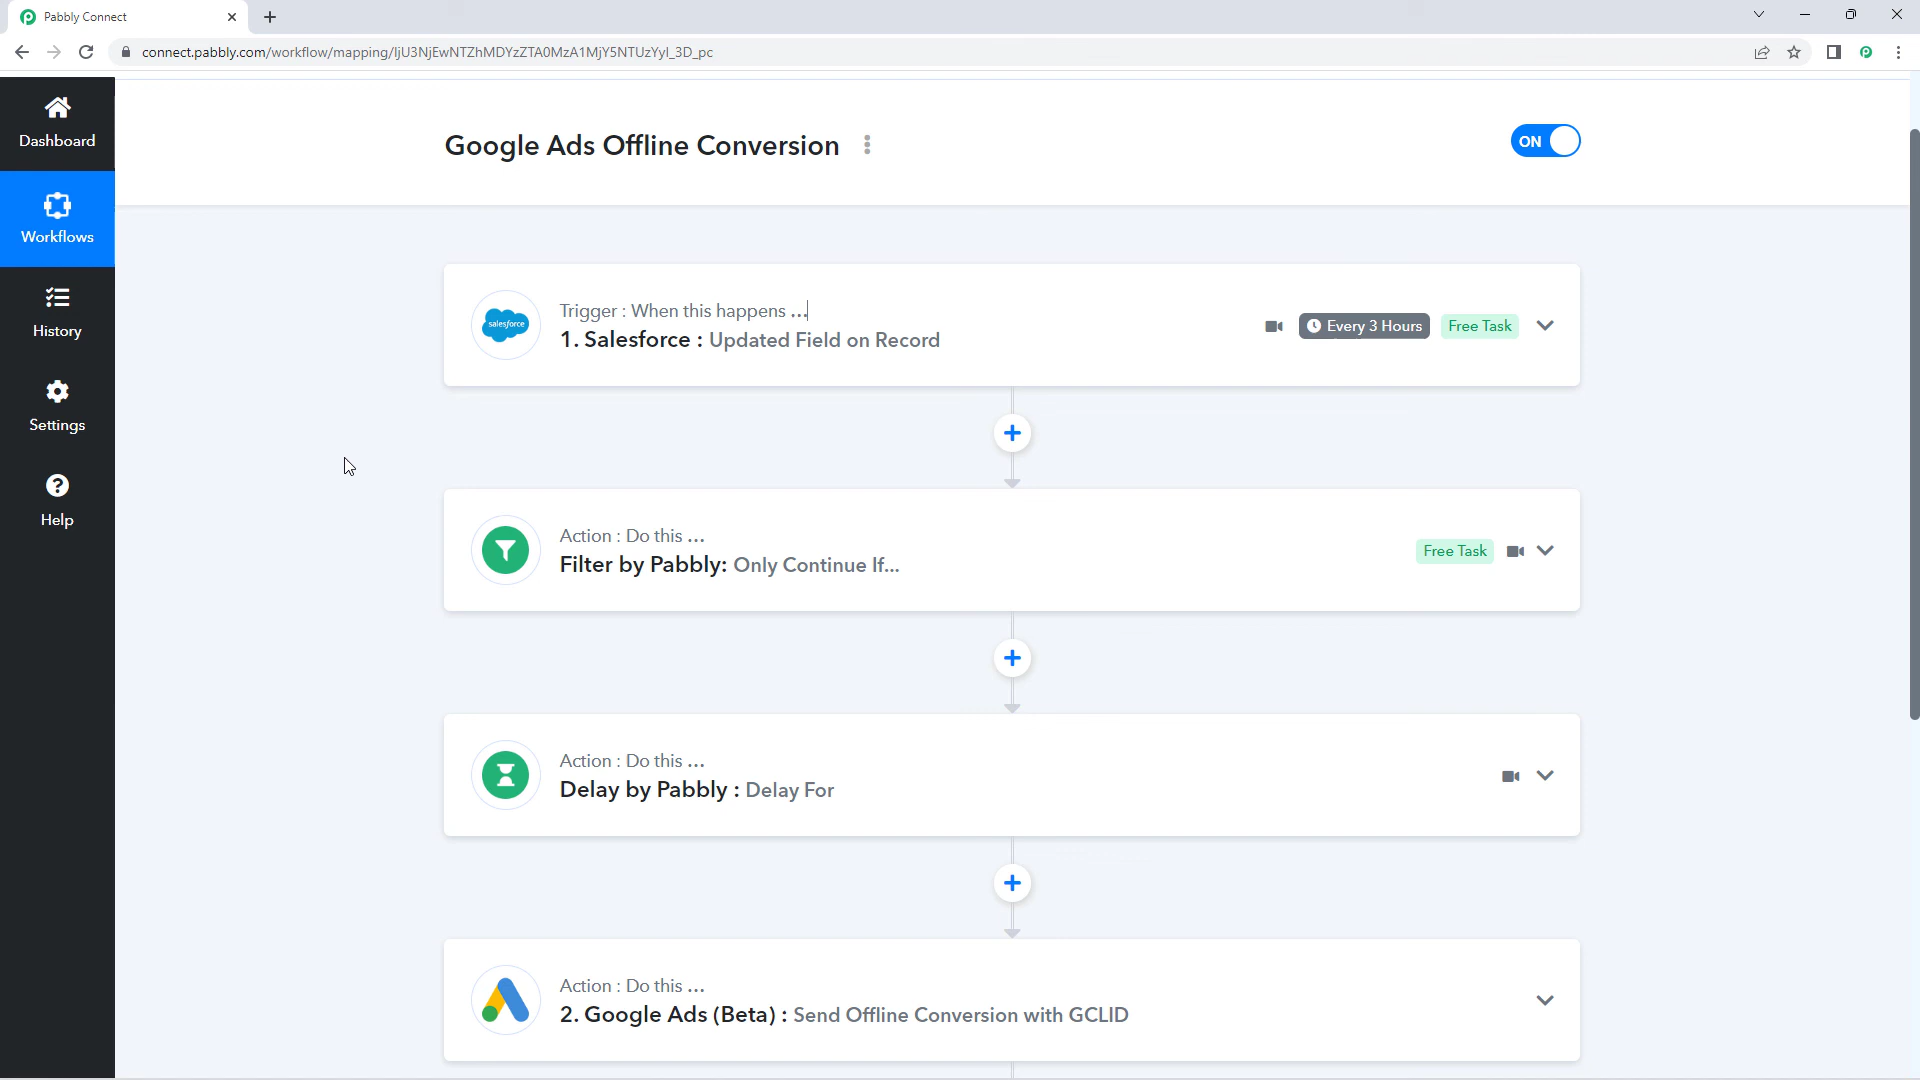 Pabbly Connect
connect.pabbly.com/workflow/mapping/IjU3NjEwNTZhMDYzZTA0MzA1MjY5NTUzYyI_3D_pc
Dashboard
Google Ads Offline Conversion
ON
Workflows
History
Settings
Help
Trigger : When this happens ...
1. Salesforce : Updated Field on Record
salesforce
Every 3 Hours
Free Task
Action : Do this ...
Filter by Pabbly: Only Continue If...
Free Task
Action : Do this ...
Delay by Pabbly : Delay For
Action : Do this ...
2. Google Ads (Beta) : Send Offline Conversion with GCLID